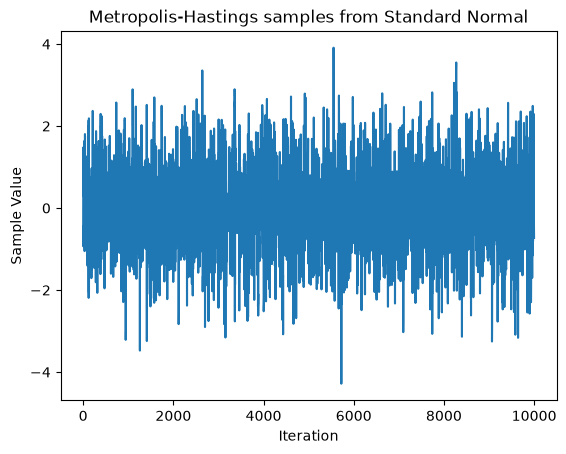 Metropolis-Hastings samples from Standard Normal
Sample Value
4
2
0
−2
−4
0 2000 4000 6000 8000 10000
Iteration